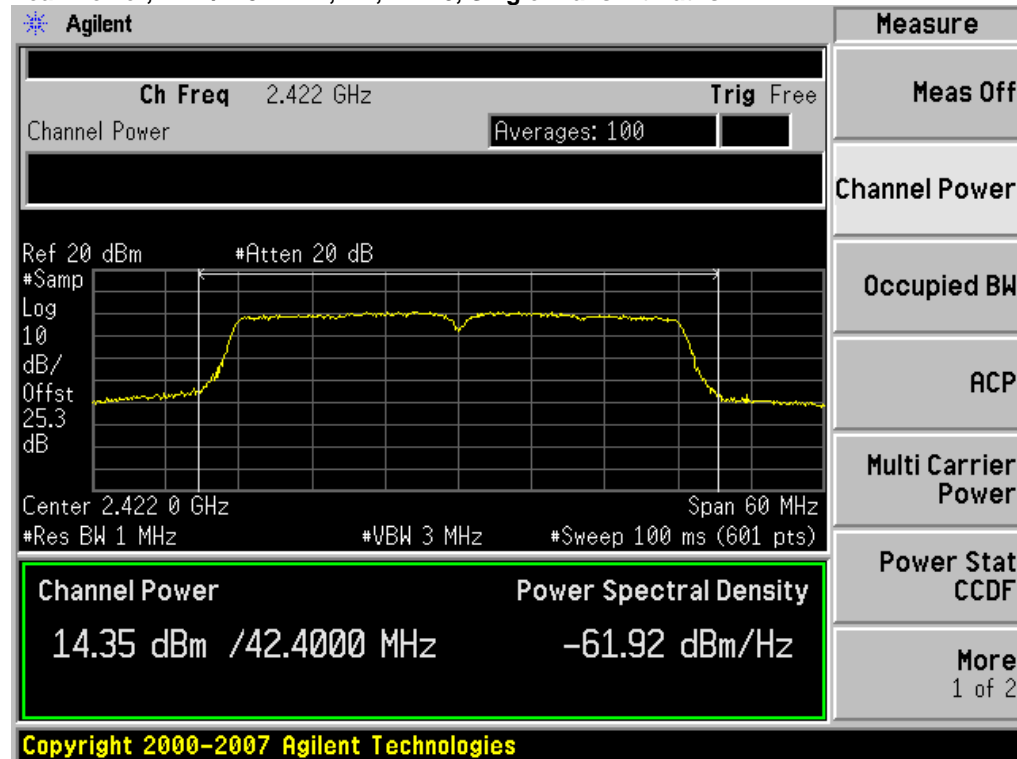 Agilent
Measure
Ch Freq 2.422 GHz Trig Free
Channel Power Averages: 100
Ref 20 dBm #Atten 20 dB
#Samp
Log
10
dB/
Offst
25.3
dB
Center 2.422 0 GHz Span 60 MHz
#Res BW 1 MHz #VBW 3 MHz #Sweep 100 ms (601 pts)
Channel Power Power Spectral Density
14.35 dBm /42.4000 MHz -61.92 dBm/Hz
Copyright 2000-2007 Agilent Technologies
Meas Off
Channel Power
Occupied BW
ACP
Multi Carrier
Power
Power Stat
CCDF
More
1 of 2